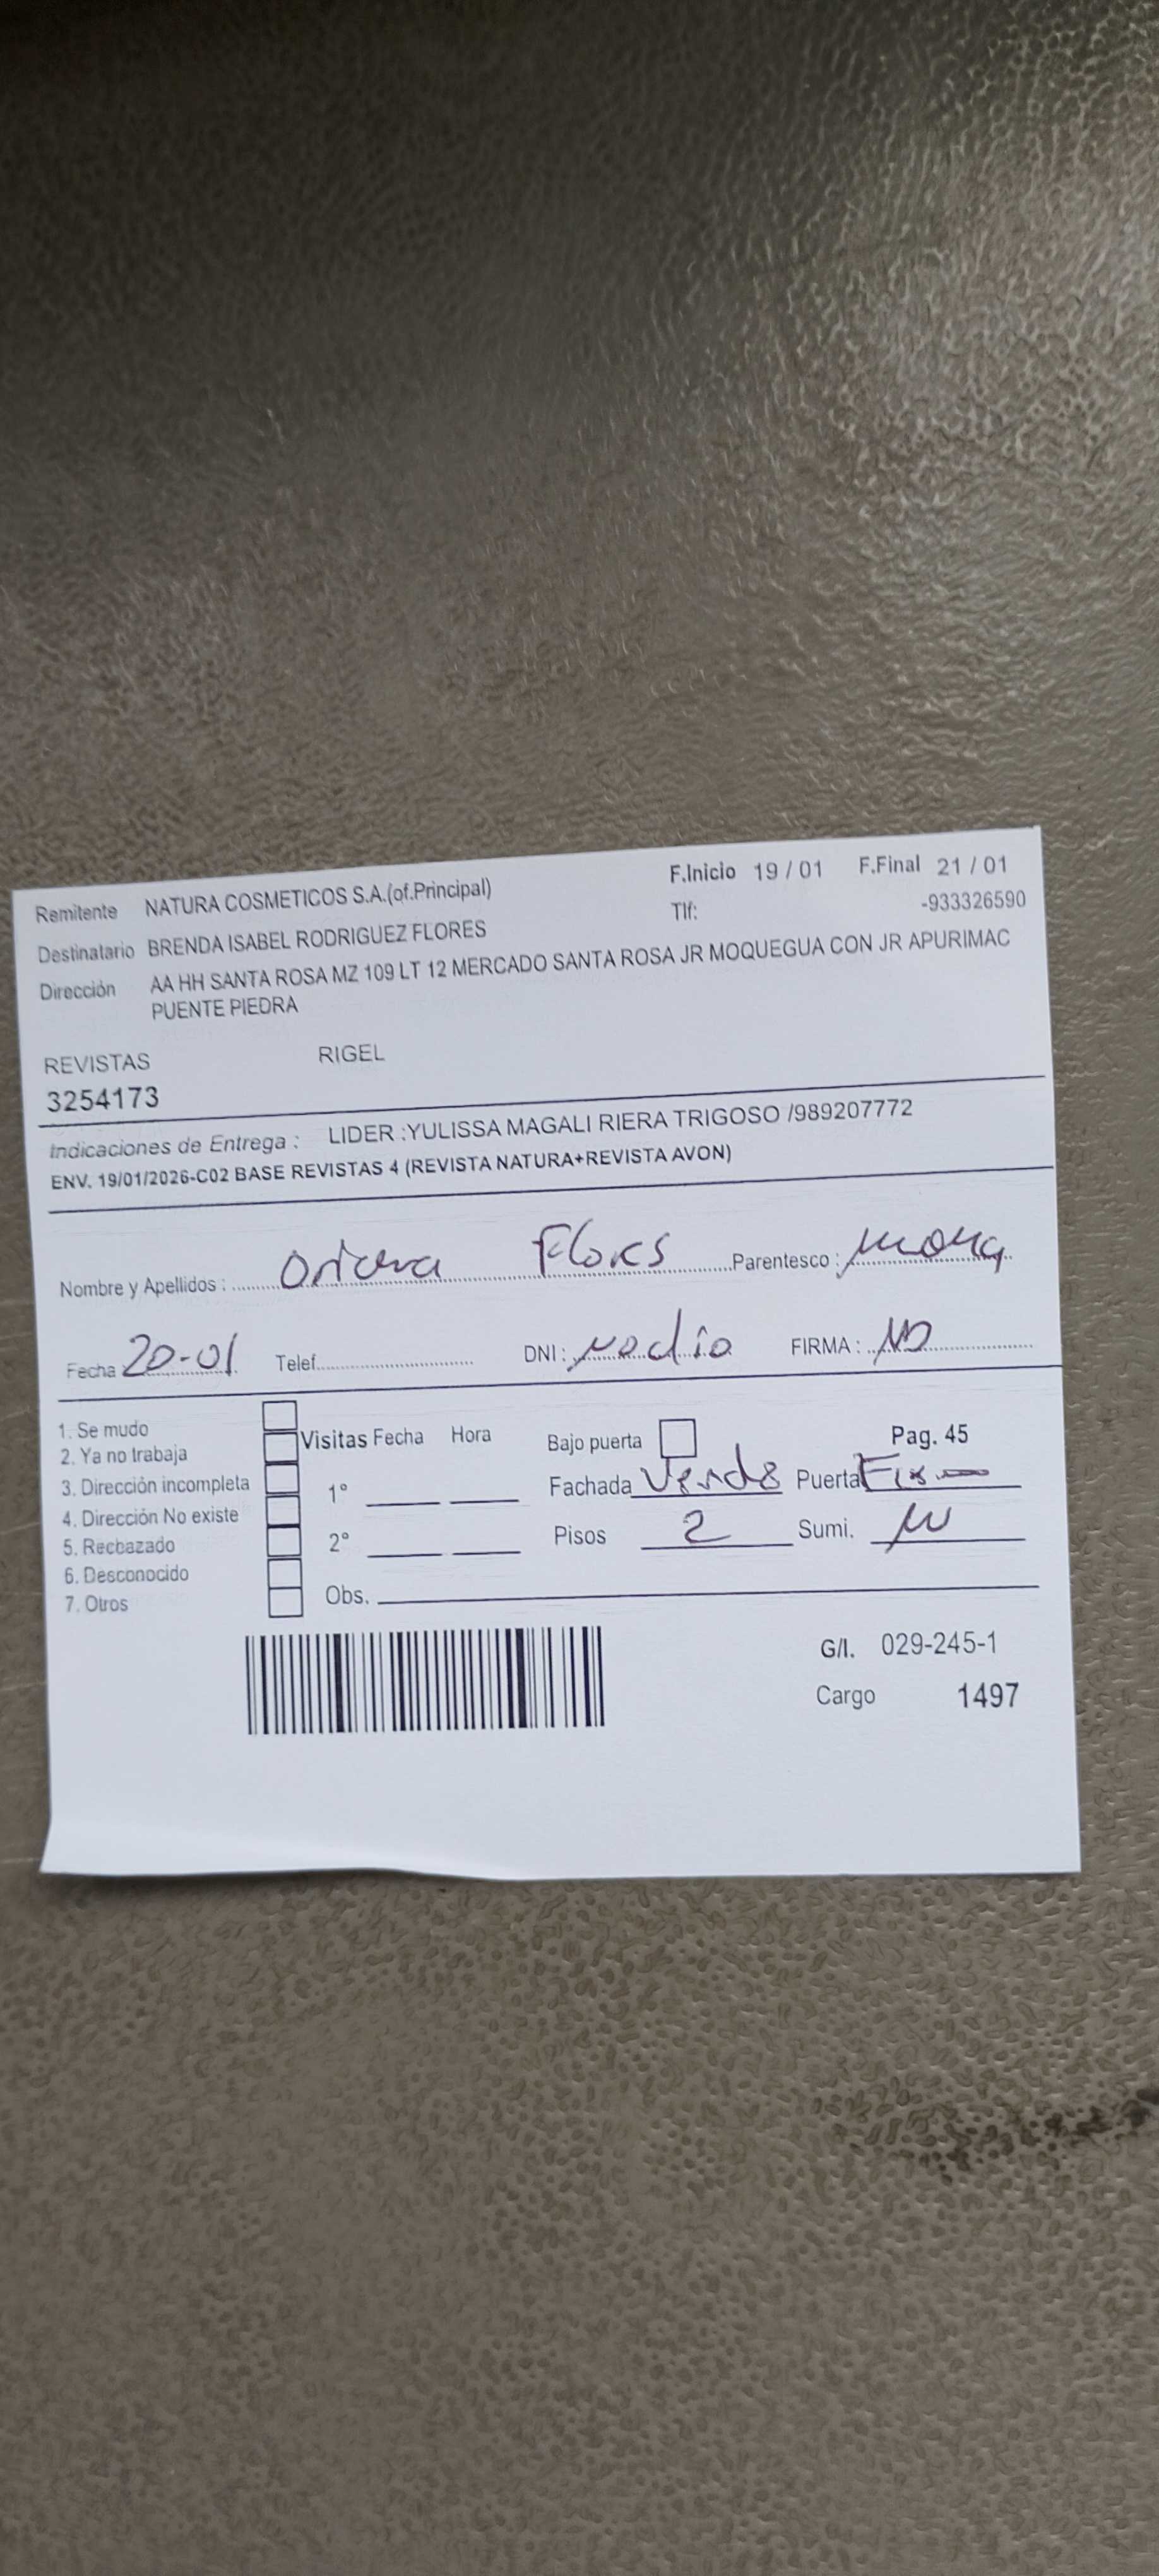 Remitente NATURA COSMETICOS S.A.(of.Principal) F.Inicio 19 / 01 F.Final 21 / 01
Tlf: -933326590
Destinatario BRENDA ISABEL RODRIGUEZ FLORES
Dirección AA HH SANTA ROSA MZ 109 LT 12 MERCADO SANTA ROSA JR MOQUEGUA CON JR APURIMAC
PUENTE PIEDRA
REVISTAS RIGEL
3254173
Indicaciones de Entrega : LIDER :YULISSA MAGALI RIERA TRIGOSO /989207772
ENV. 19/01/2026-C02 BASE REVISTAS 4 (REVISTA NATURA+REVISTA AVON)
Nombre y Apellidos : Oriana Flores Parentesco :
Fecha 20-01 Telef. DNI: no dio FIRMA : NO
1. Se mudo
2. Ya no trabaja
3. Dirección incompleta
4. Dirección No existe
5. Rechazado
6. Desconocido
7. Otros
Visitas Fecha Hora
1°
2°
Obs.
Bajo puerta Pag. 45
Fachada Verde Puerta
Pisos 2 Sumi.
G/I. 029-245-1
Cargo 1497